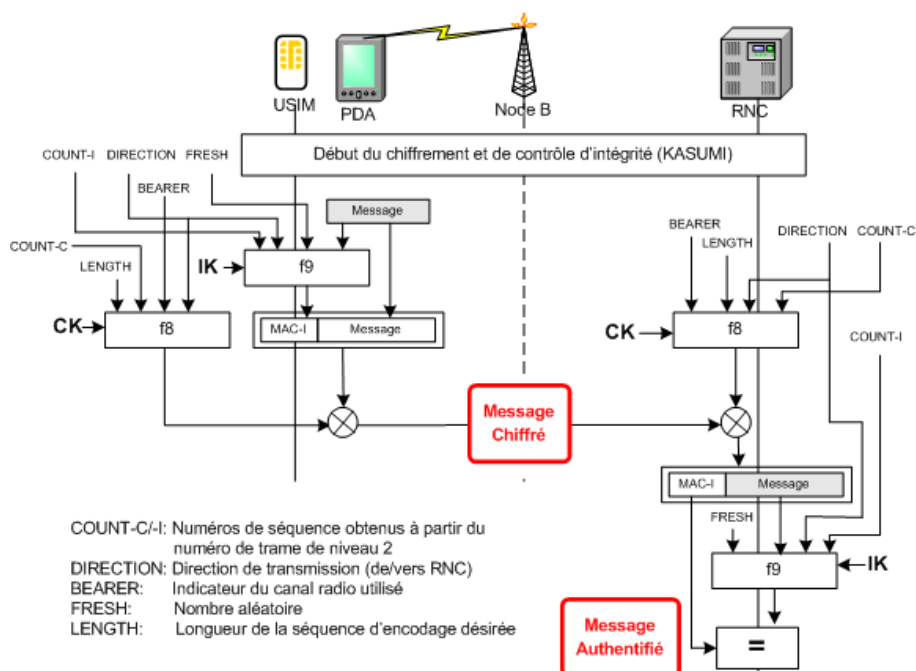 USIM
PDA
Node B
RNC
Début du chiffrement et de contrôle d'intégrité (KASUMI)
COUNT-I DIRECTION FRESH
BEARER
COUNT-C
LENGTH
Message
IK
f9
CK
f8
MAC-I Message
BEARER
LENGTH
DIRECTION
COUNT-C
CK
f8
COUNT-I
Message
Chiffré
MAC-I Message
FRESH
f9
IK
=
Message
Authentifié
COUNT-C/-I: Numéros de séquence obtenus à partir du
numéro de trame de niveau 2
DIRECTION: Direction de transmission (de/vers RNC)
BEARER: Indicateur du canal radio utilisé
FRESH: Nombre aléatoire
LENGTH: Longueur de la séquence d'encodage désirée